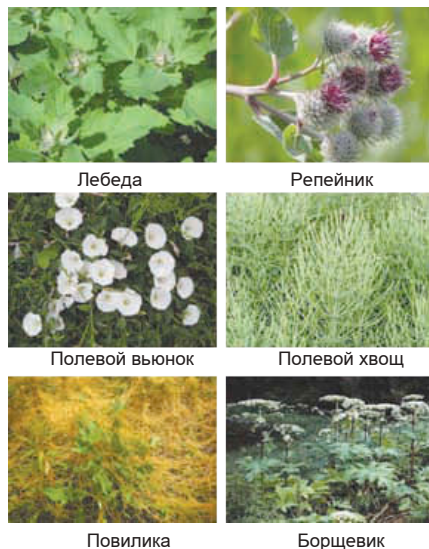 Лебеда
Репейник
Полевой вьюнок
Полевой хвощ
Повилика
Борщевик